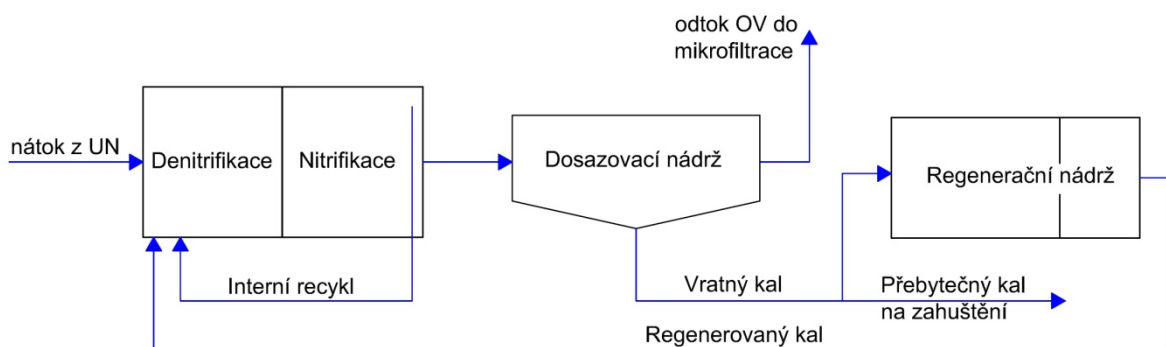 odtok OV do
mikrofiltrace
nátok z UN
Denitrifikace
Nitrifikace
Dosazovací nádrž
Regenerační nádrž
Interní recykl
Vratný kal
Přebytečný kal
na zahuštění
Regenerovaný kal